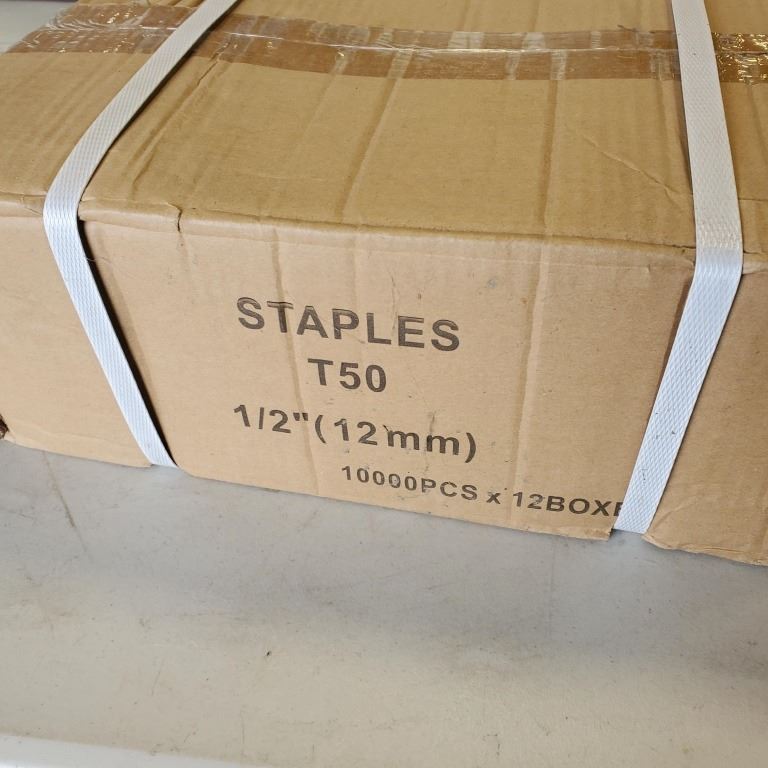 STAPLES
T50
1/2"(12mm)
10000PCS x 12BOXE